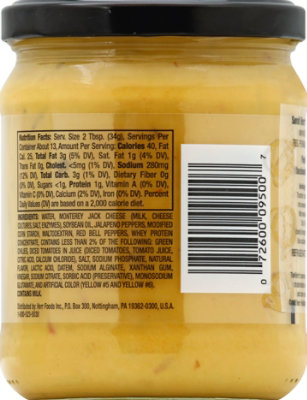 Nutrition Facts: Serv. Size 2 Tbsp. (34g), Servings Per
Container About 13, Amount Per Serving: Calories 40,
Fat Cal. 25, Total Fat 3g (5% DV), Sat. Fat 1g (4% DV),
Trans Fat 0g, Cholest. <5mg (1% DV), Sodium 280mg
(12% DV), Total Carb. 3g (1% DV), Dietary Fiber 0g
(0% DV), Sugars <1g, Protein 1g, Vitamin A (0% DV),
Vitamin C (0% DV), Calcium (2% DV), Iron (0% DV). Percent
Daily Values (DV) are based on a 2,000 calorie diet.
INGREDIENTS: WATER, MONTEREY JACK CHEESE (MILK, CHEESE
CULTURES, SALT, ENZYMES), SOYBEAN OIL, JALAPENO PEPPERS, MODIFIED
CORN STARCH, MALTODEXTRIN, RED BELL PEPPERS, WHEY PROTEIN
CONCENTRATE, CONTAINS LESS THAN 2% OF THE FOLLOWING: GREEN
CHILIES, DICED TOMATOES IN JUICE (DICED TOMATOES, TOMATO JUICE,
CITRIC ACID, CALCIUM CHLORIDE), SALT, SODIUM PHOSPHATE, NATURAL
FLAVOR, LACTIC ACID, DATEM, SODIUM ALGINATE, XANTHAN GUM,
VINEGAR, SODIUM CITRATE, SORBIC ACID (PRESERVATIVE), MONOSODIUM
GLUTAMATE, AND ARTIFICIAL COLOR (YELLOW #5 AND YELLOW #6).
CONTAINS MILK.
Distributed by: Herr Foods Inc., P.O. Box 300, Nottingham, PA 19362-0300, U.S.A.
0 72600 09500 7